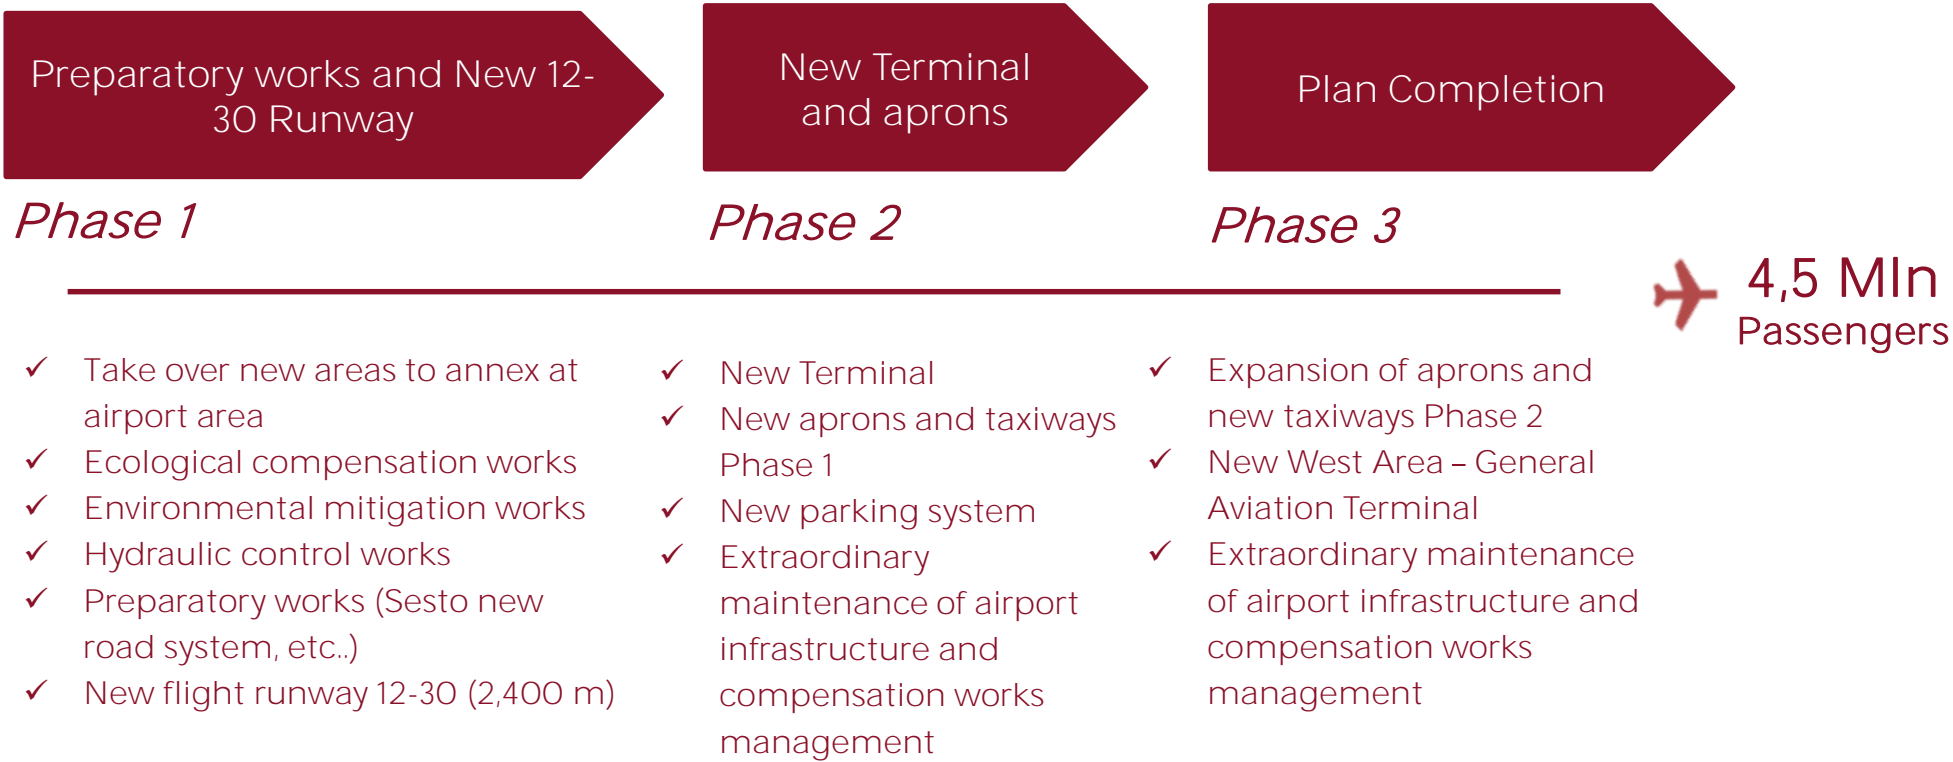 Preparatory works and New 12-
30 Runway
New Terminal
and aprons
Plan Completion
Phase 1
Phase 2
Phase 3
4,5 Mln
Passengers
✓ Take over new areas to annex at
airport area
✓ Ecological compensation works
✓ Environmental mitigation works
✓ Hydraulic control works
✓ Preparatory works (Sesto new
road system, etc..)
✓ New flight runway 12-30 (2,400 m)
✓ New Terminal
✓ New aprons and taxiways
Phase 1
✓ New parking system
✓ Extraordinary
maintenance of airport
infrastructure and
compensation works
management
✓ Expansion of aprons and
new taxiways Phase 2
✓ New West Area – General
Aviation Terminal
✓ Extraordinary maintenance
of airport infrastructure and
compensation works
management